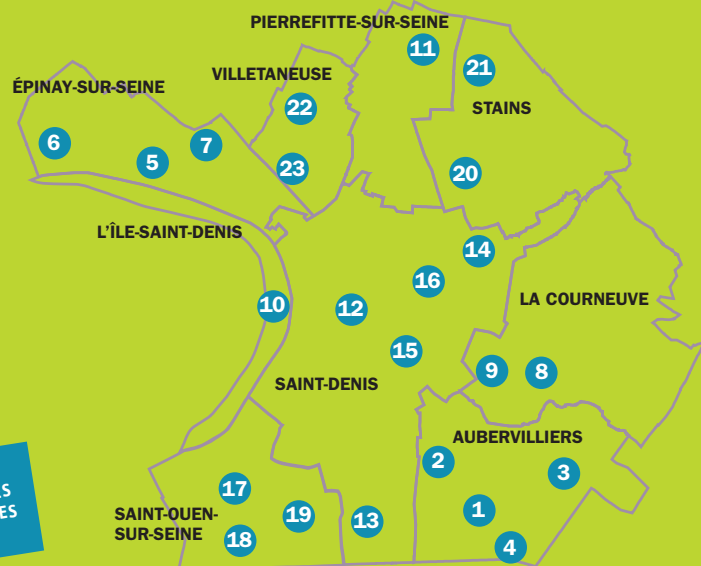 PIERREFITTE-SUR-SEINE
11
21
VILLETANEUSE
ÉPINAY-SUR-SEINE
22
STAINS
6
7
5
23
20
L'ÎLE-SAINT-DENIS
14
16
10
12
LA COURNEUVE
15
9
8
SAINT-DENIS
AUBERVILLIERS
2
3
17
1
SAINT-OUEN-
SUR-SEINE
19
13
18
4